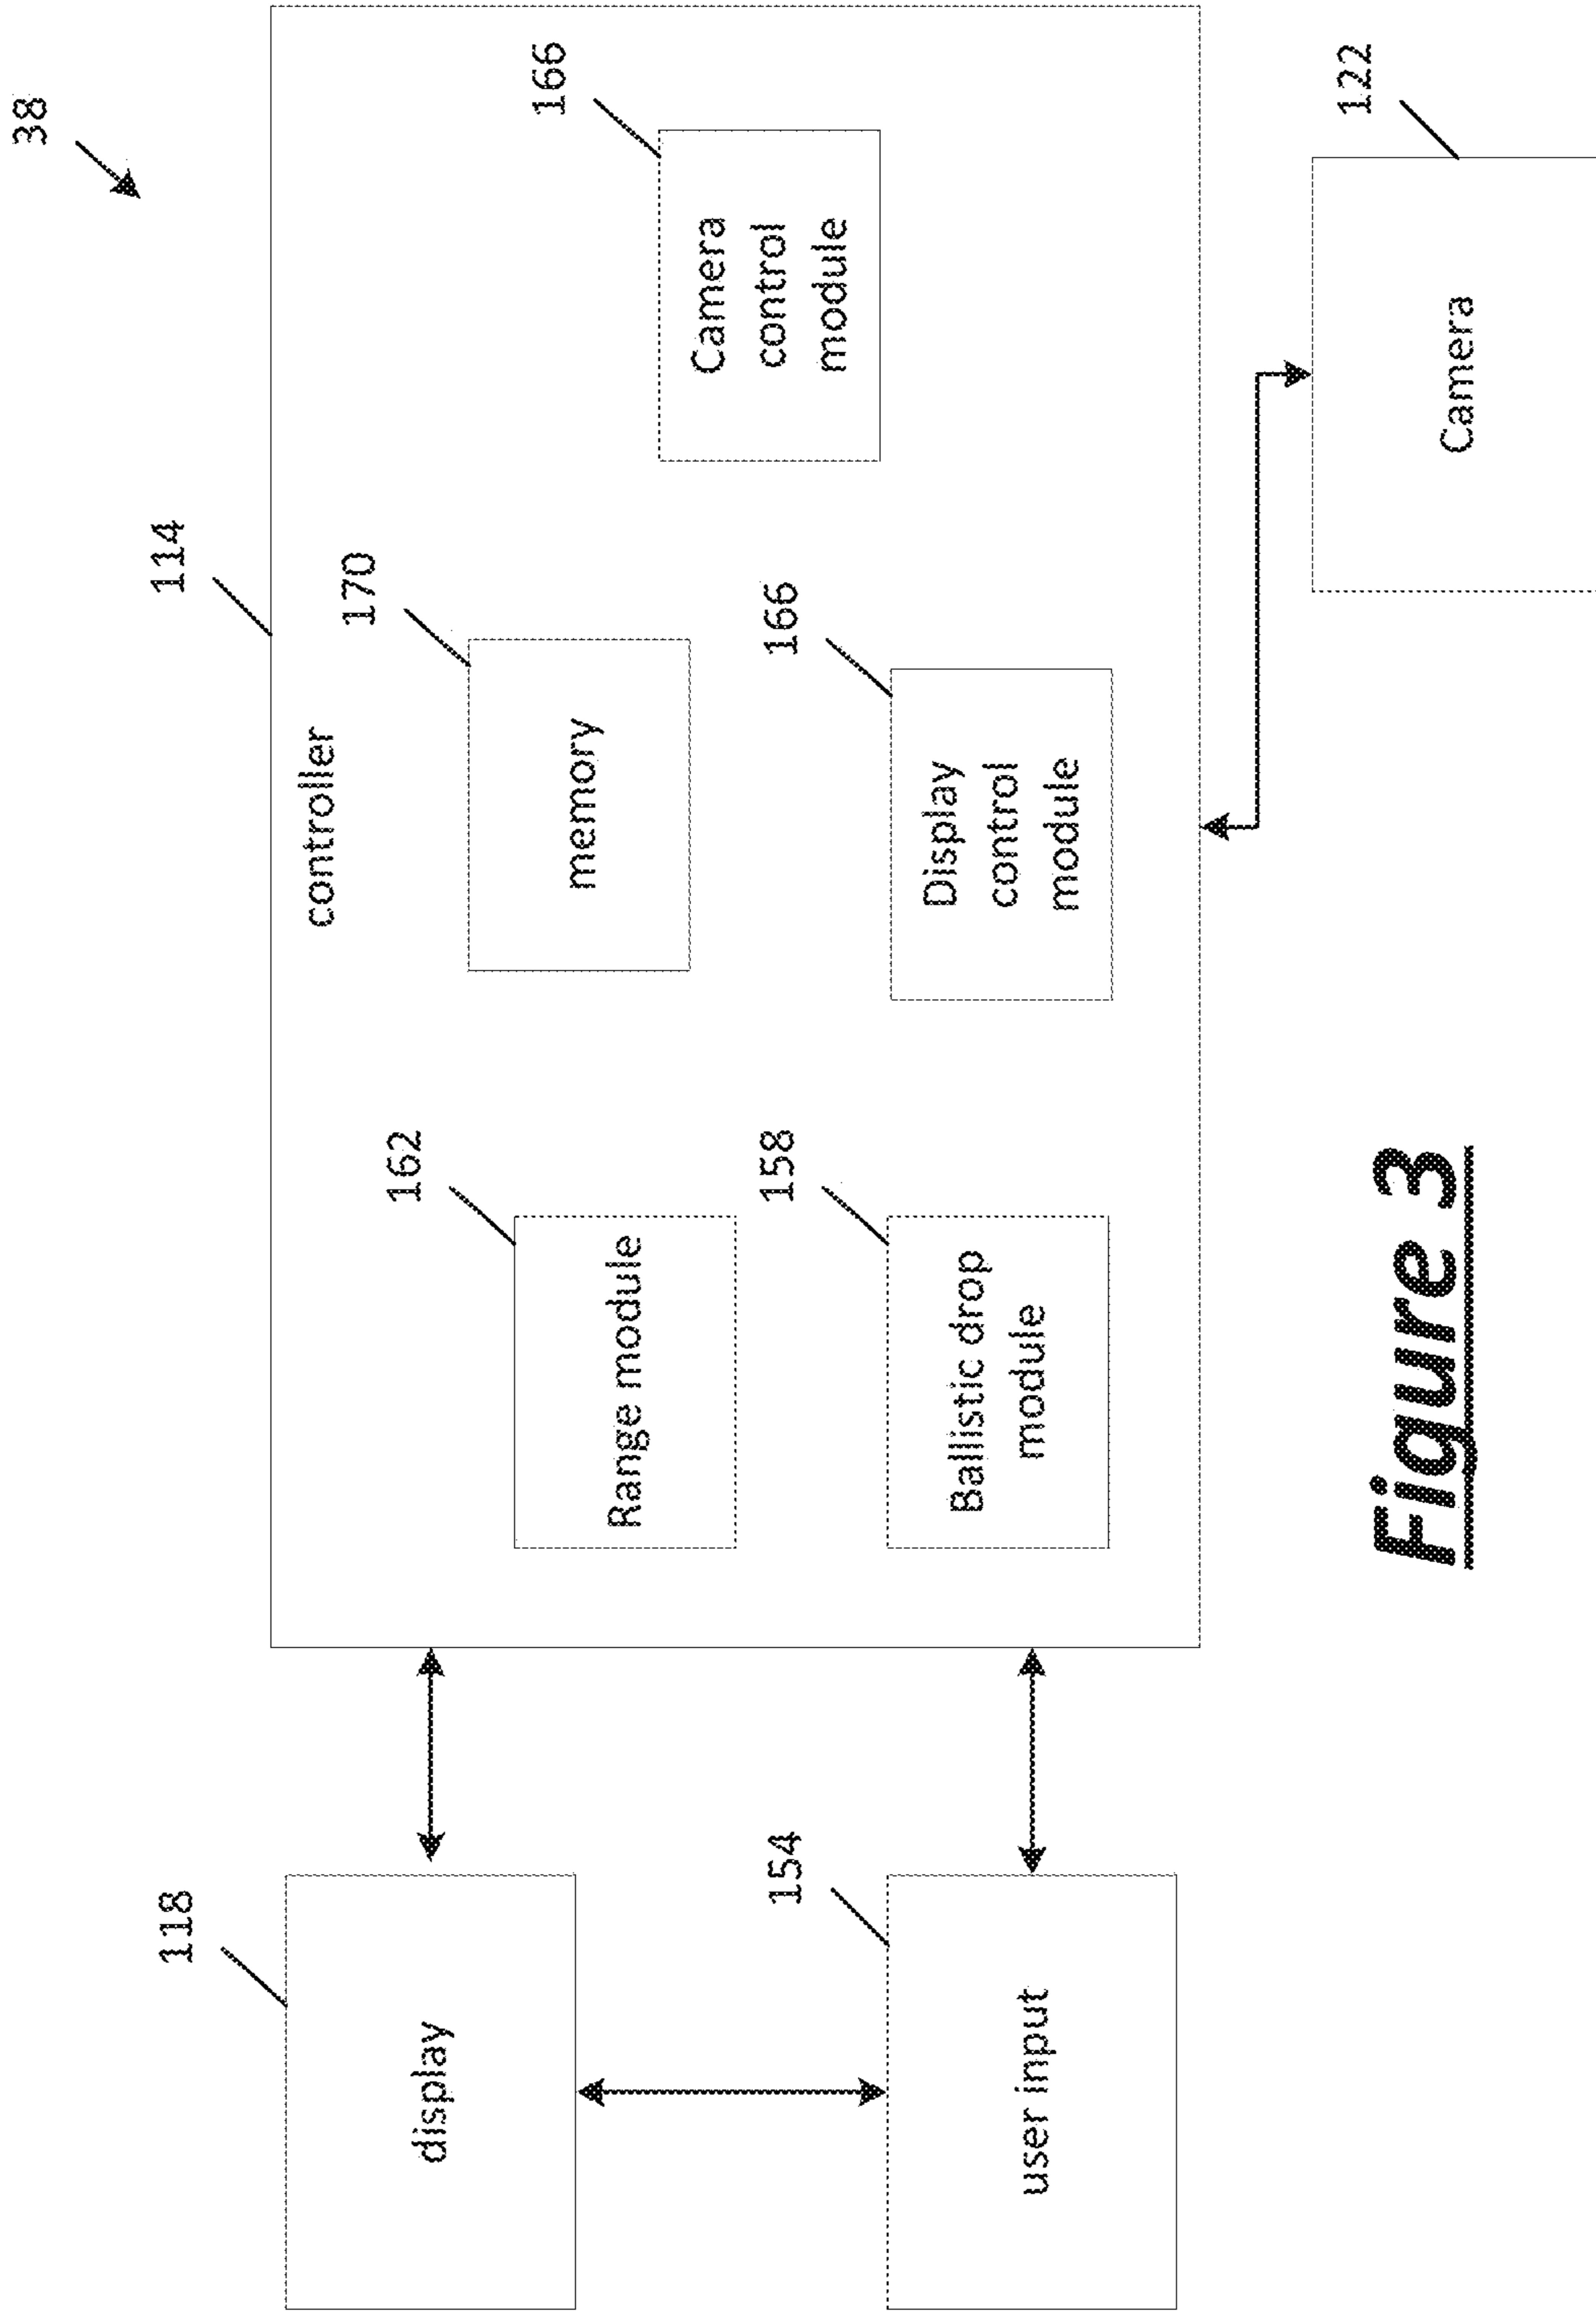 38
114
controller
118
display
162
Range module
170
memory
166
Camera
control
module
154
user input
158
Ballistic drop
module
166
Display
control
module
122
Camera
Figure 3